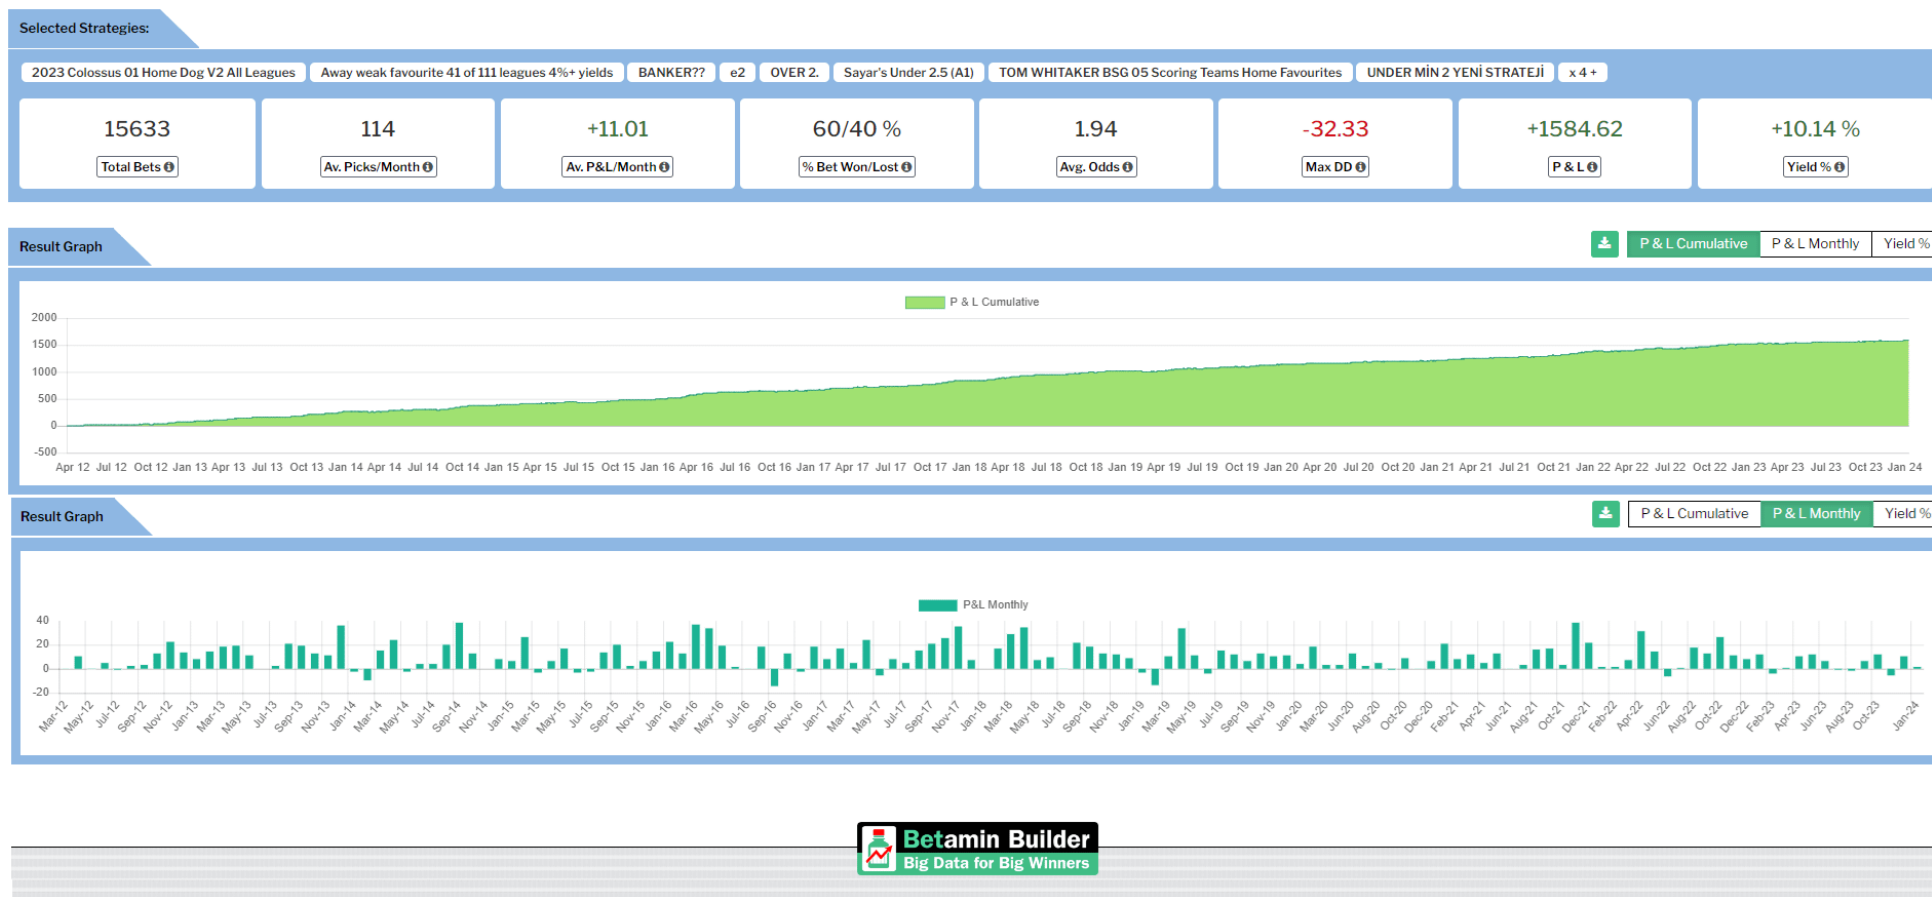 Selected Strategies:
2023 Colossus 01 Home Dog V2 All Leagues Away weak favourite 41 of 111 leagues 4%+ yields BANKER?? e2 OVER 2. Sayar's Under 2.5 (A1) TOM WHITAKER BSG 05 Scoring Teams Home Favourites UNDER MİN 2 YENİ STRATEJİ x 4 +
15633 114 +11.01 60/40 % 1.94 -32.33 +1584.62 +10.14 %
Total Bets Av. Picks/Month Av. P&L/Month % Bet Won/Lost Avg. Odds Max DD P & L Yield %
Result Graph
P & L Cumulative P & L Monthly Yield %
P & L Cumulative
2000
1500
1000
500
0
-500
Apr 12 Jul 12 Oct 12 Jan 13 Apr 13 Jul 13 Oct 13 Jan 14 Apr 14 Jul 14 Oct 14 Jan 15 Apr 15 Jul 15 Oct 15 Jan 16 Apr 16 Jul 16 Oct 16 Jan 17 Apr 17 Jul 17 Oct 17 Jan 18 Apr 18 Jul 18 Oct 18 Jan 19 Apr 19 Jul 19 Oct 19 Jan 20 Apr 20 Jul 20 Oct 20 Jan 21 Apr 21 Jul 21 Oct 21 Jan 22 Apr 22 Jul 22 Oct 22 Jan 23 Apr 23 Jul 23 Oct 23 Jan 24
Result Graph
P & L Cumulative P & L Monthly Yield %
P&L Monthly
40
20
0
-20
Mar-12 May-12 Jul-12 Sep-12 Nov-12 Jan-13 Mar-13 May-13 Jul-13 Sep-13 Nov-13 Jan-14 Mar-14 May-14 Jul-14 Sep-14 Nov-14 Jan-15 Mar-15 May-15 Jul-15 Sep-15 Nov-15 Jan-16 Mar-16 May-16 Jul-16 Sep-16 Nov-16 Jan-17 Mar-17 May-17 Jul-17 Sep-17 Nov-17 Jan-18 Mar-18 May-18 Jul-18 Sep-18 Nov-18 Jan-19 Mar-19 May-19 Jul-19 Sep-19 Nov-19 Jan-20 Mar-20 Jun-20 Aug-20 Oct-20 Dec-20 Feb-21 Apr-21 Jun-21 Aug-21 Oct-21 Dec-21 Feb-22 Apr-22 Jun-22 Aug-22 Oct-22 Dec-22 Feb-23 Apr-23 Jun-23 Aug-23 Oct-23 Jan-24
Betamin Builder
Big Data for Big Winners